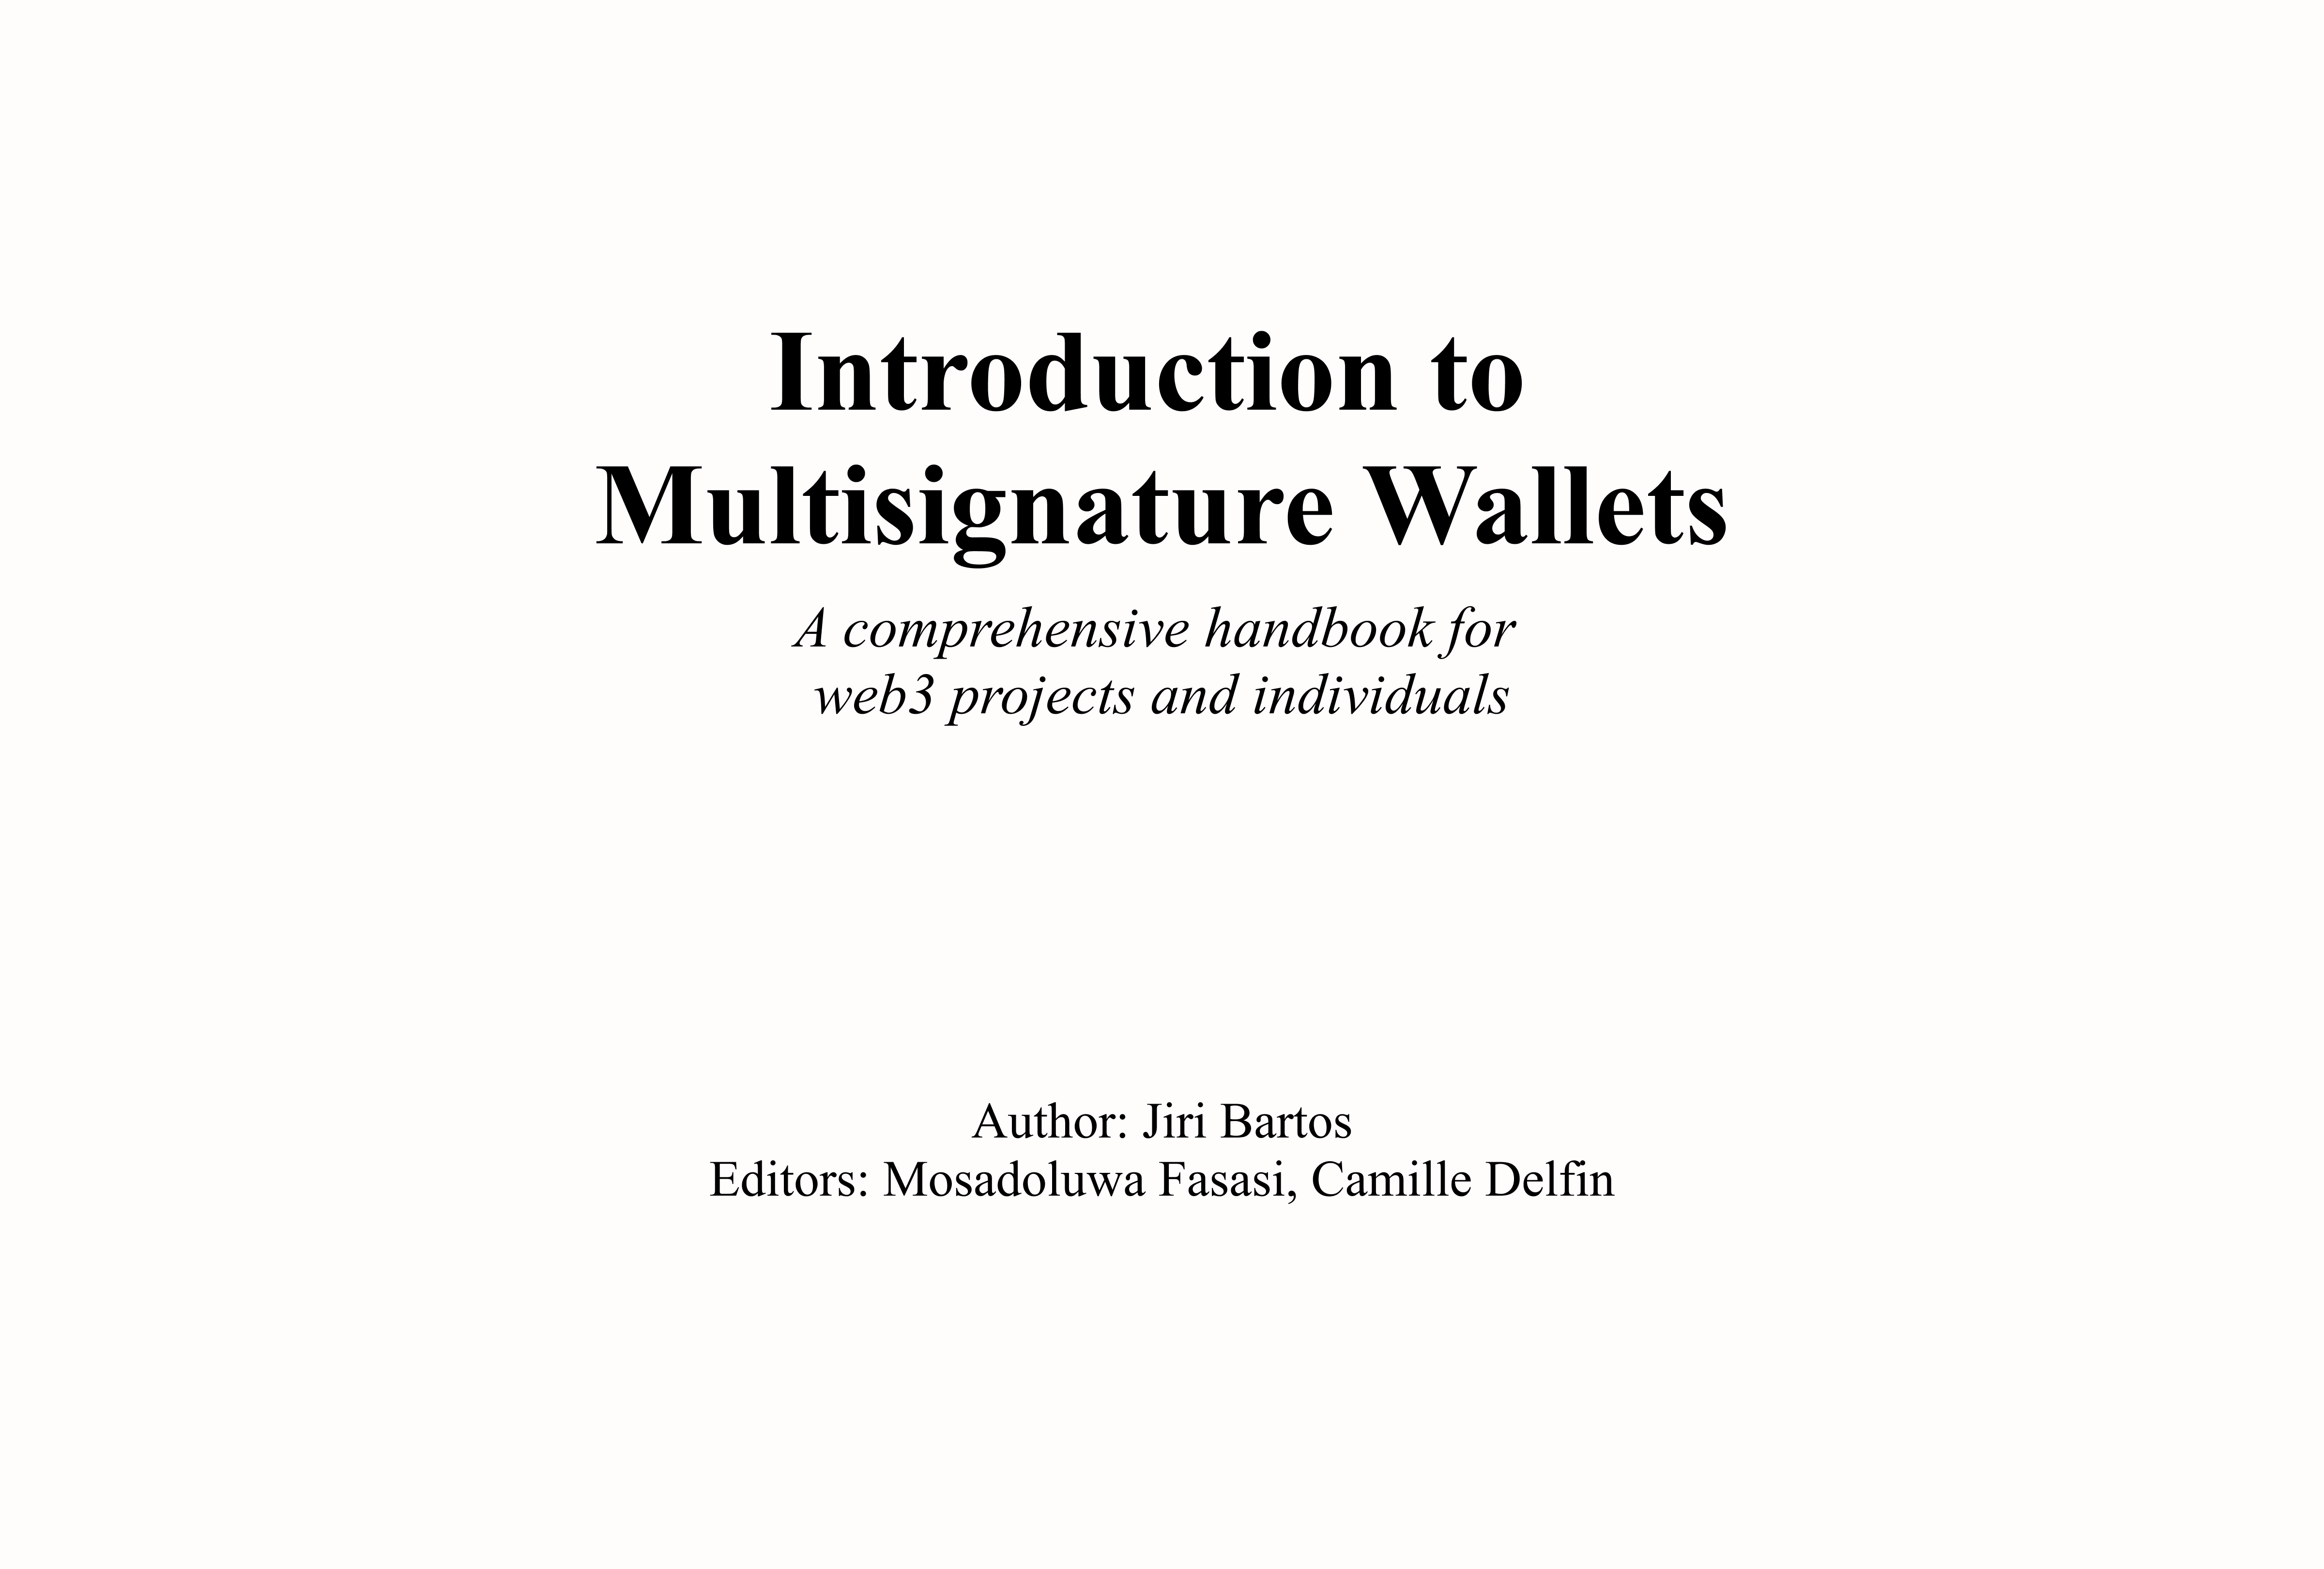 Introduction to
Multisignature Wallets
A comprehensive handbook for
web3 projects and individuals
Author: Jiri Bartos
Editors: Mosadoluwa Fasasi, Camille Delfin